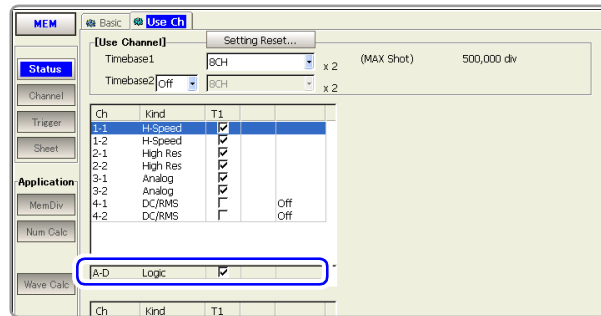 MEM
Basic
Use Ch
[Use Channel]
Setting Reset...
Timebase1
8CH
x 2
(MAX Shot)
500,000 div
Timebase2
Off
8CH
x 2
Status
Channel
Trigger
Sheet
Application
MemDiv
Num Calc
Wave Calc
Ch Kind T1
1-1 H-Speed
1-2 H-Speed
2-1 High Res
2-2 High Res
3-1 Analog
3-2 Analog
4-1 DC/RMS Off
4-2 DC/RMS Off
A-D Logic
Ch Kind T1